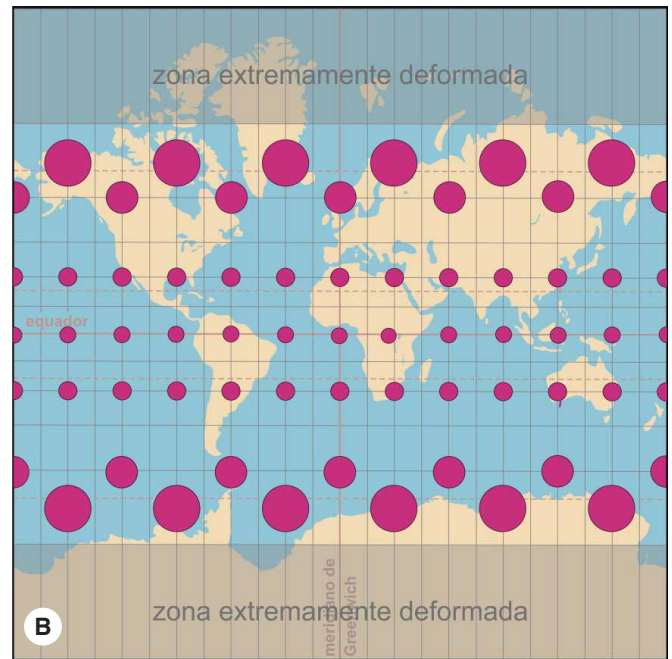 zona extremamente deformada
equador
meridiano de
Greenwich
zona extremamente deformada
B